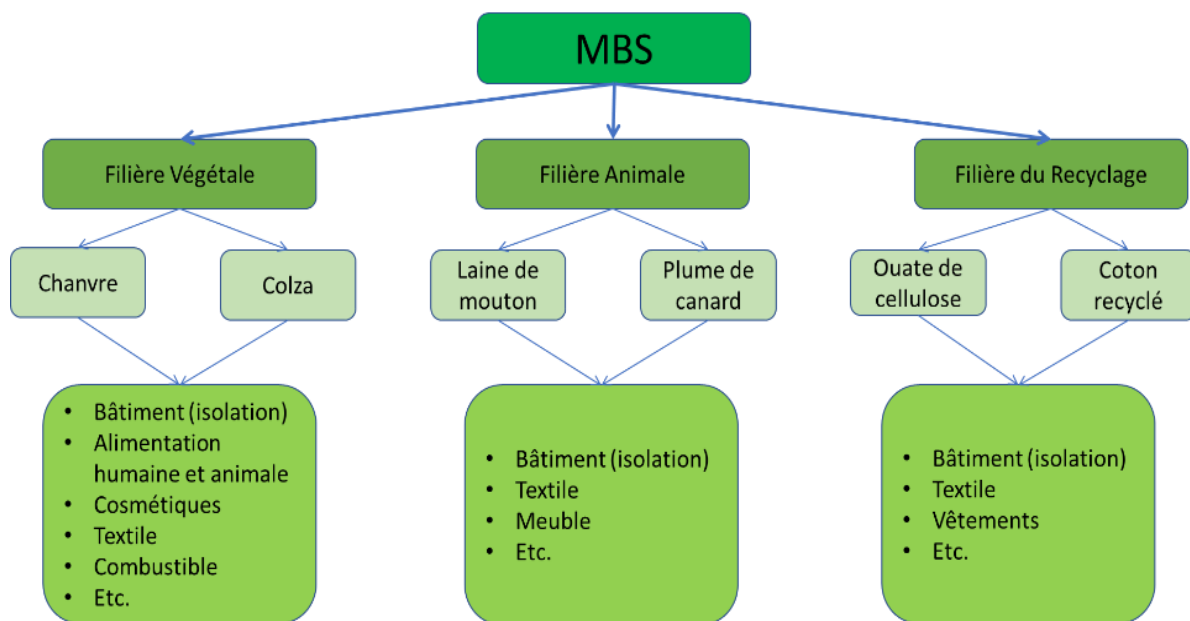 MBS
Filière Végétale
Filière Animale
Filière du Recyclage
Chanvre
Colza
Laine de
mouton
Plume de
canard
Ouate de
cellulose
Coton
recyclé
• Bâtiment (isolation)
• Alimentation
humaine et animale
• Cosmétiques
• Textile
• Combustible
• Etc.
• Bâtiment (isolation)
• Textile
• Meuble
• Etc.
• Bâtiment (isolation)
• Textile
• Vêtements
• Etc.